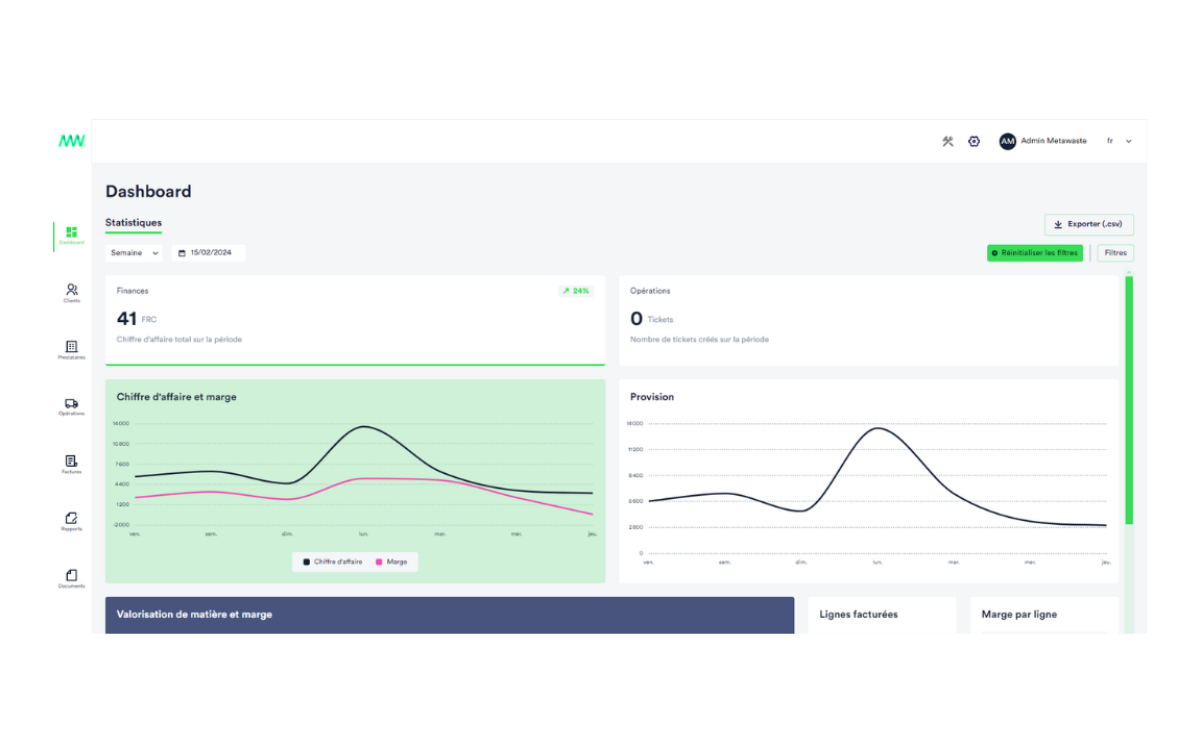 MW
AM Admin Metawaste fr
Dashboard
Statistiques
Exporter (.csv)
Semaine 15/02/2024
Réinitialiser les filtres Filtres
Dashboard
Clients
Prestataires
Opérations
Factures
Rapports
Documents
Finances 24%
41 FRC
Chiffre d'affaire total sur la période
Opérations
0 Tickets
Nombre de tickets créés sur la période
Chiffre d'affaire et marge
14000
10800
7600
4400
1200
-2000
ven. sam. dim. lun. mar. mer. jeu.
Chiffre d'affaire Marge
Provision
14000
11200
8400
5600
2800
0
ven. sam. dim. lun. mar. mer. jeu.
Valorisation de matière et marge
Lignes facturées
Marge par ligne